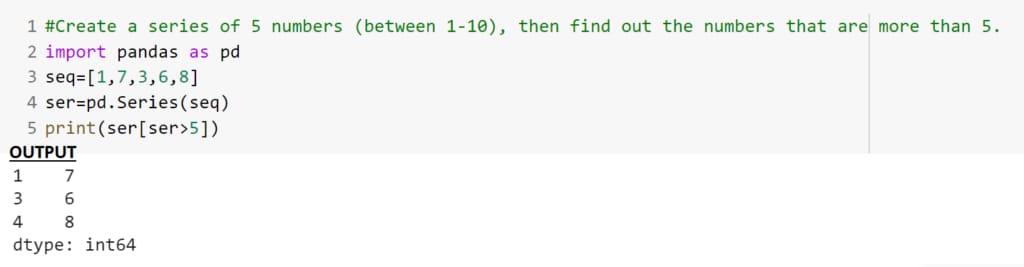 1 #Create a series of 5 numbers (between 1-10), then find out the numbers that are more than 5.
2 import pandas as pd
3 seq=[1,7,3,6,8]
4 ser=pd.Series(seq)
5 print(ser[ser>5])
OUTPUT
1    7
3    6
4    8
dtype: int64